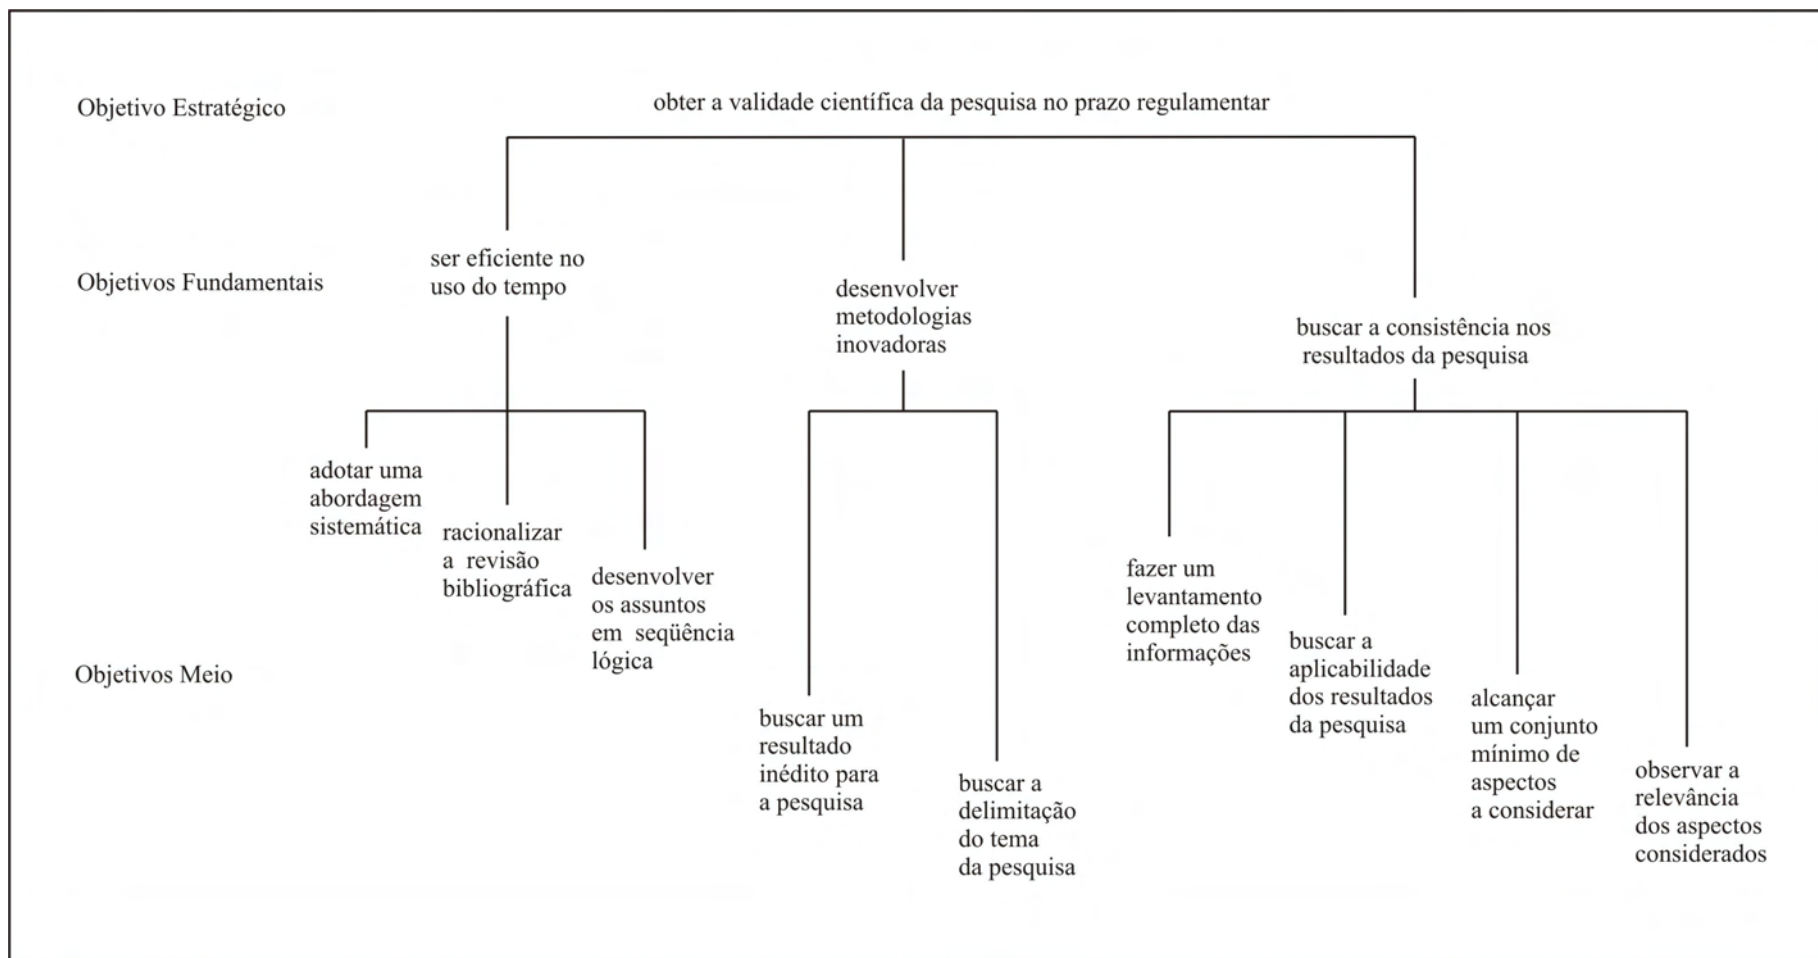 Objetivo Estratégico
obter a validade científica da pesquisa no prazo regulamentar
Objetivos Fundamentais
ser eficiente no
uso do tempo
desenvolver
metodologias
inovadoras
buscar a consistência nos
resultados da pesquisa
Objetivos Meio
adotar uma
abordagem
sistemática
racionalizar
a revisão
bibliográfica
desenvolver
os assuntos
em seqüência
lógica
buscar um
resultado
inédito para
a pesquisa
buscar a
delimitação
do tema
da pesquisa
fazer um
levantamento
completo das
informações
buscar a
aplicabilidade
dos resultados
da pesquisa
alcançar
um conjunto
mínimo de
aspectos
a considerar
observar a
relevância
dos aspectos
considerados